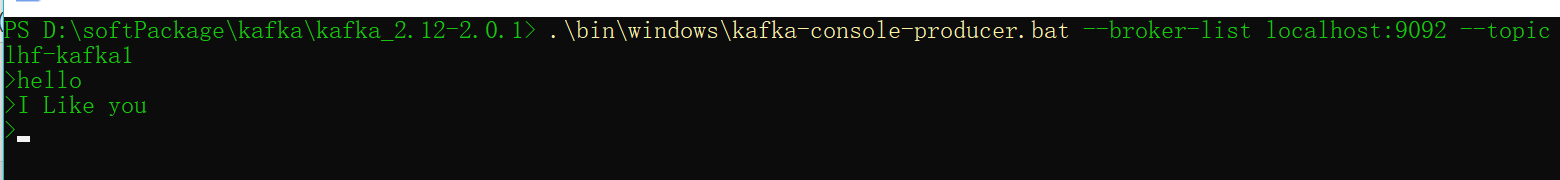 PS D:\softPackage\kafka\kafka_2.12-2.0.1> .\bin\windows\kafka-console-producer.bat --broker-list localhost:9092 --topic
lhf-kafka1
>hello
>I Like you
>